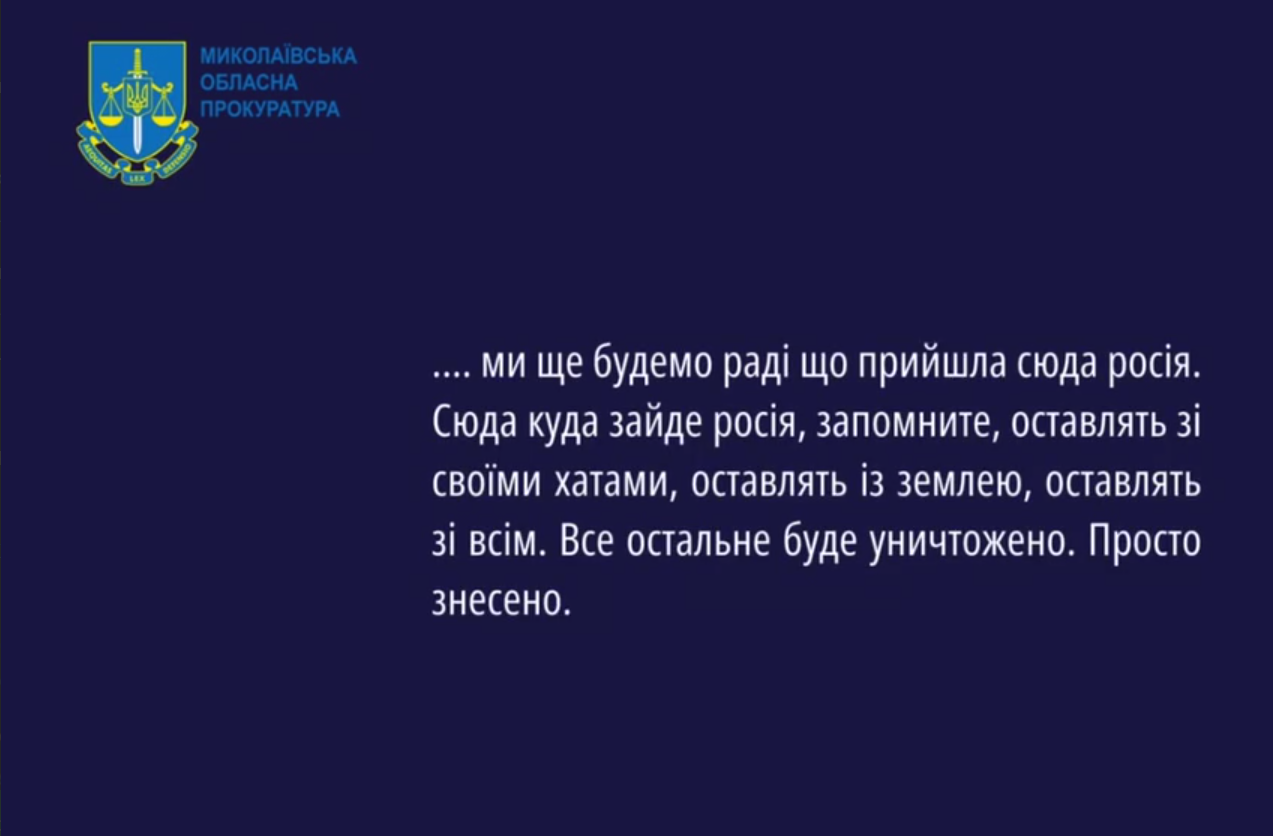 МИКОЛАЇВСЬКА
ОБЛАСНА
ПРОКУРАТУРА
AEQUITAS LEX DEFENSIO
.... ми ще будемо раді що прийшла сюда росія.
Сюда куда зайде росія, запомните, оставлять зі
своїми хатами, оставлять із землею, оставлять
зі всім. Все остальне буде уничтожено. Просто
знесено.